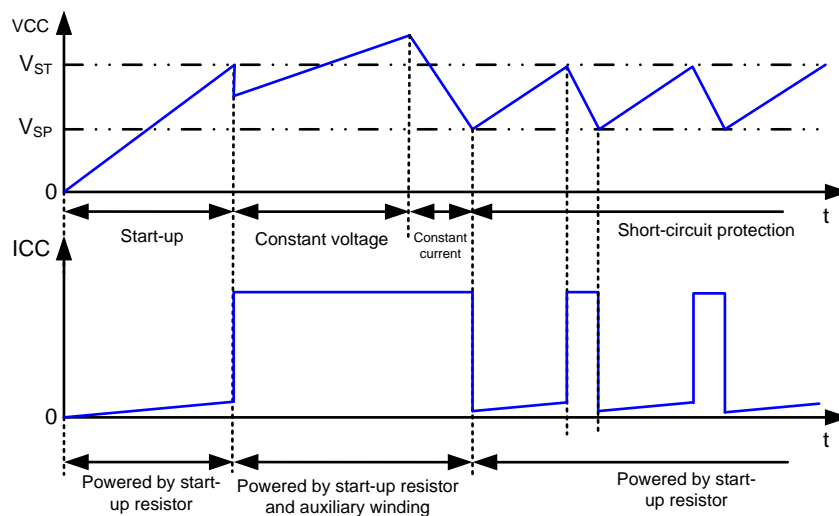 VCC
VST
VSP
0
t
Start-up
Constant voltage
Constant
current
Short-circuit protection
ICC
0
t
Powered by start-
up resistor
Powered by start-up resistor
and auxiliary winding
Powered by start-
up resistor